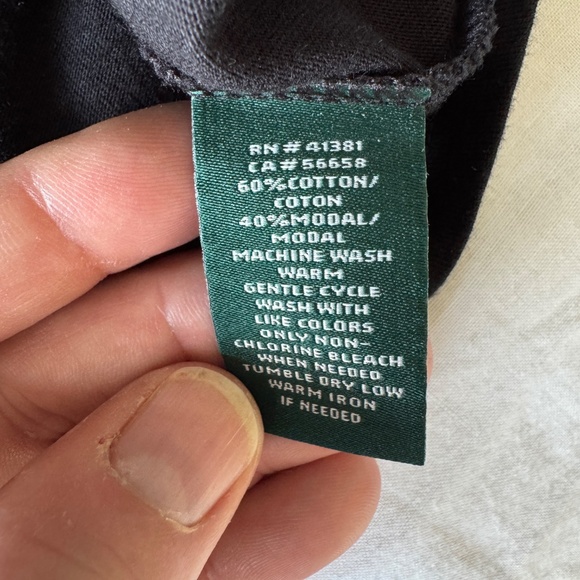 RN # 41381
CA # 56658
60% COTTON/
COTON
40% MODAL/
MODAL
MACHINE WASH
WARM
GENTLE CYCLE
WASH WITH
LIKE COLORS
ONLY NON-
CHLORINE BLEACH
WHEN NEEDED
TUMBLE DRY LOW
WARM IRON
IF NEEDED